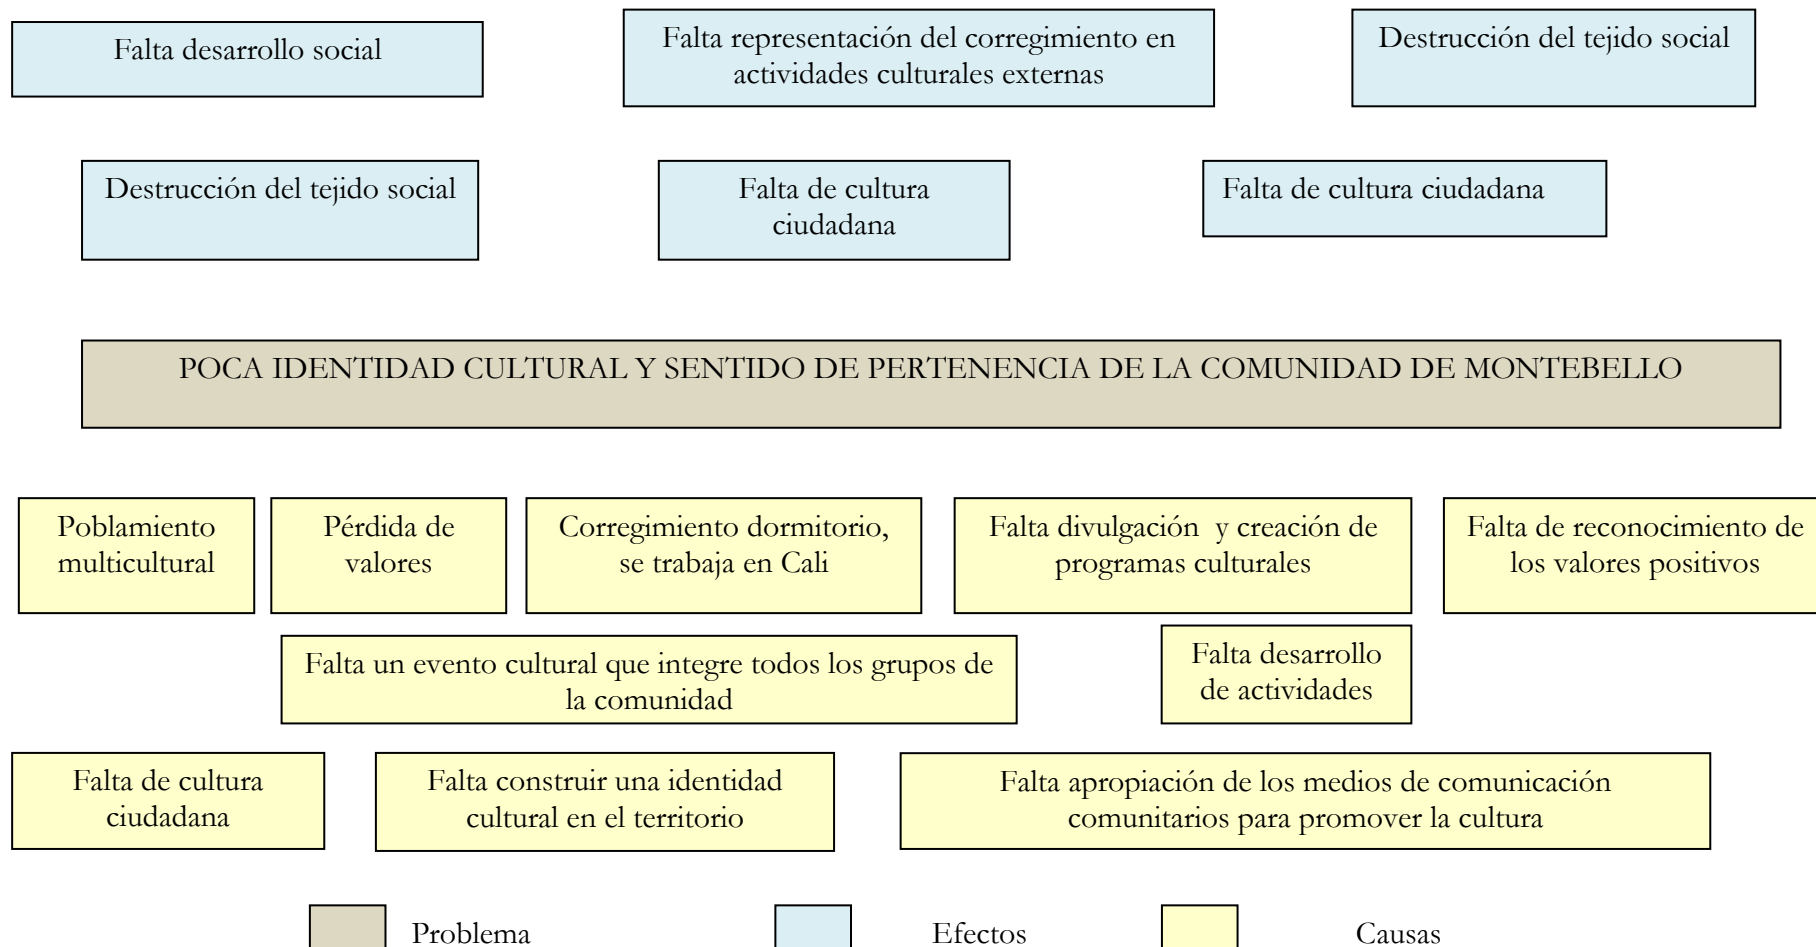 Falta desarrollo social
Falta representación del corregimiento en
actividades culturales externas
Destrucción del tejido social
Destrucción del tejido social
Falta de cultura
ciudadana
Falta de cultura ciudadana
POCA IDENTIDAD CULTURAL Y SENTIDO DE PERTENENCIA DE LA COMUNIDAD DE MONTEBELLO
Poblamiento
multicultural
Pérdida de
valores
Corregimiento dormitorio,
se trabaja en Cali
Falta divulgación  y creación de
programas culturales
Falta de reconocimiento de
los valores positivos
Falta un evento cultural que integre todos los grupos de
la comunidad
Falta desarrollo
de actividades
Falta de cultura
ciudadana
Falta construir una identidad
cultural en el territorio
Falta apropiación de los medios de comunicación
comunitarios para promover la cultura
Problema
Efectos
Causas